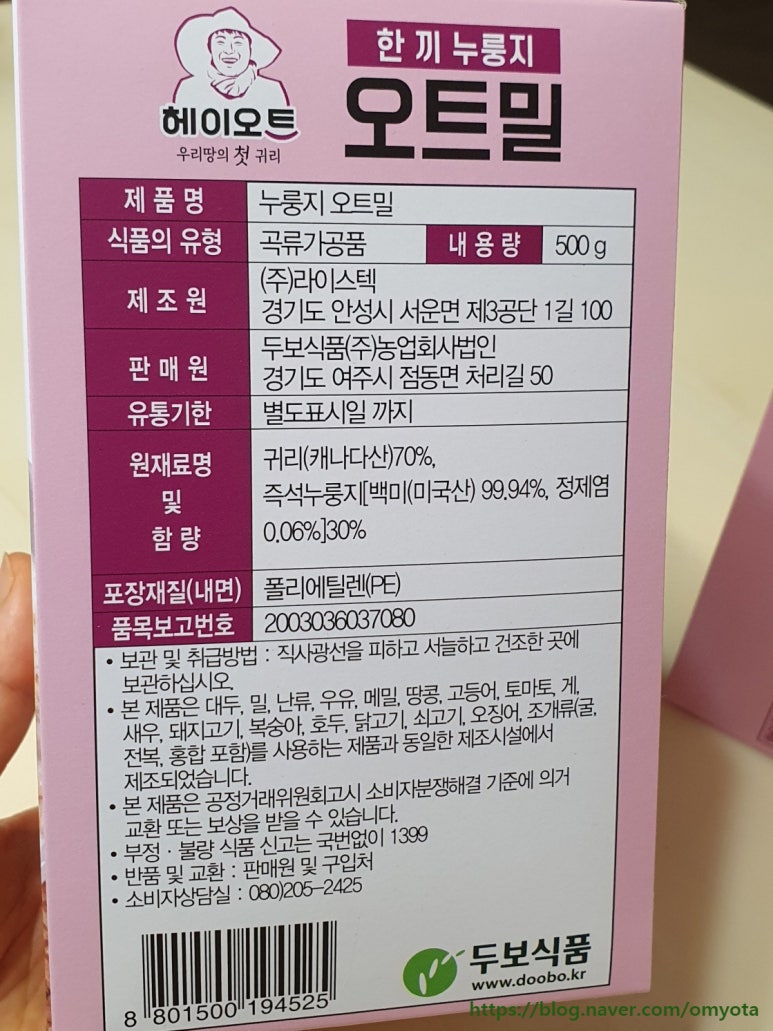 헤이오트
우리땅의 첫 귀리
한 끼 누룽지
오트밀
제품명 누룽지 오트밀
식품의 유형 곡류가공품 내용량 500 g
제조원 (주)라이스텍
경기도 안성시 서운면 제3공단 1길 100
판매원 두보식품(주)농업회사법인
경기도 여주시 점동면 처리길 50
유통기한 별도표시일 까지
원재료명 및 함량 귀리(캐나다산)70%,
즉석누룽지[백미(미국산) 99.94%, 정제염
0.06%]30%
포장재질(내면) 폴리에틸렌(PE)
품목보고번호 2003036037080
• 보관 및 취급방법 : 직사광선을 피하고 서늘하고 건조한 곳에
보관하십시오.
• 본 제품은 대두, 밀, 난류, 우유, 메밀, 땅콩, 고등어, 토마토, 게,
새우, 돼지고기, 복숭아, 호두, 닭고기, 쇠고기, 오징어, 조개류(굴,
전복, 홍합 포함)를 사용하는 제품과 동일한 제조시설에서
제조되었습니다.
• 본 제품은 공정거래위원회고시 소비자분쟁해결 기준에 의거
교환 또는 보상을 받을 수 있습니다.
• 부정 · 불량 식품 신고는 국번없이 1399
• 반품 및 교환 : 판매원 및 구입처
• 소비자상담실 : 080)205-2425
8 801500 194525
두보식품
www.doobo.kr
https://blog.naver.com/omyota